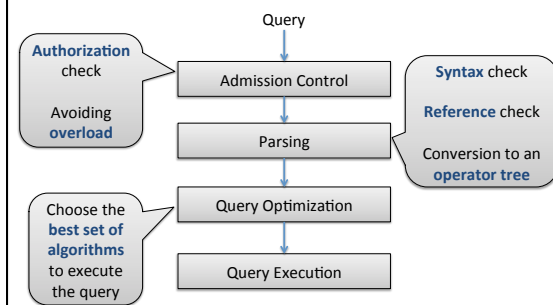 Query
Authorization
check
Avoiding
overload
Admission Control
Syntax check
Reference check
Conversion to an
operator tree
Parsing
Choose the
best set of
algorithms
to execute
the query
Query Optimization
Query Execution